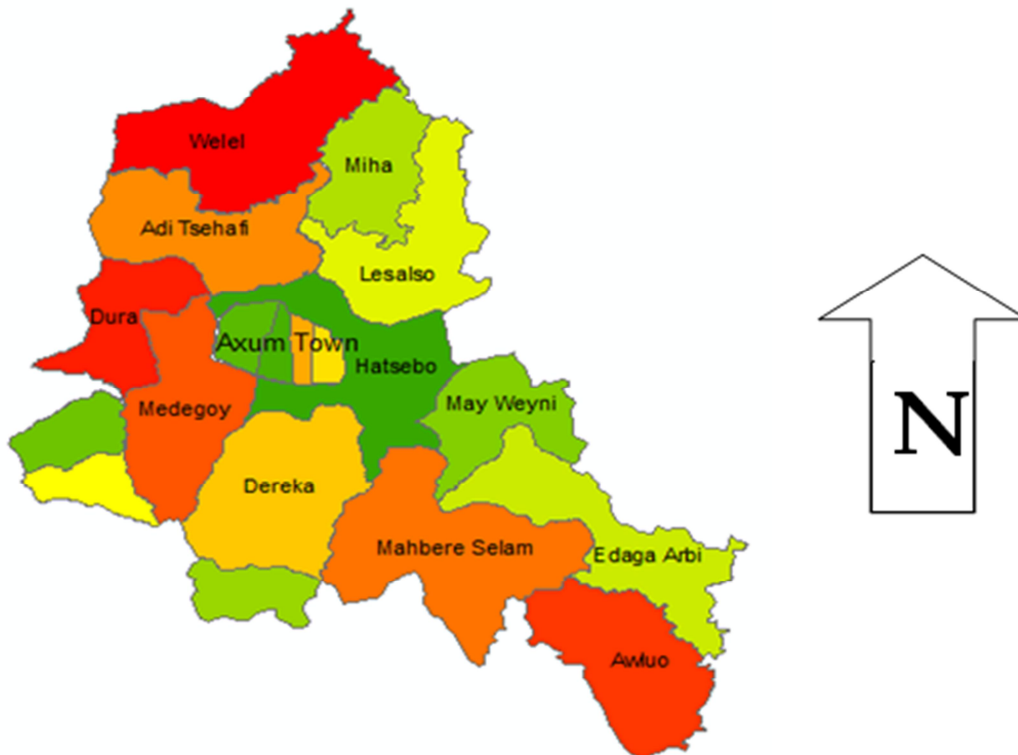 Welel
Miha
Adi Tsehafi
Lesalso
Dura
Axum Town
Hatsebo
Medegoy
May Weyni
N
Dereka
Mahbere Selam
Edaga Arbi
Awluo